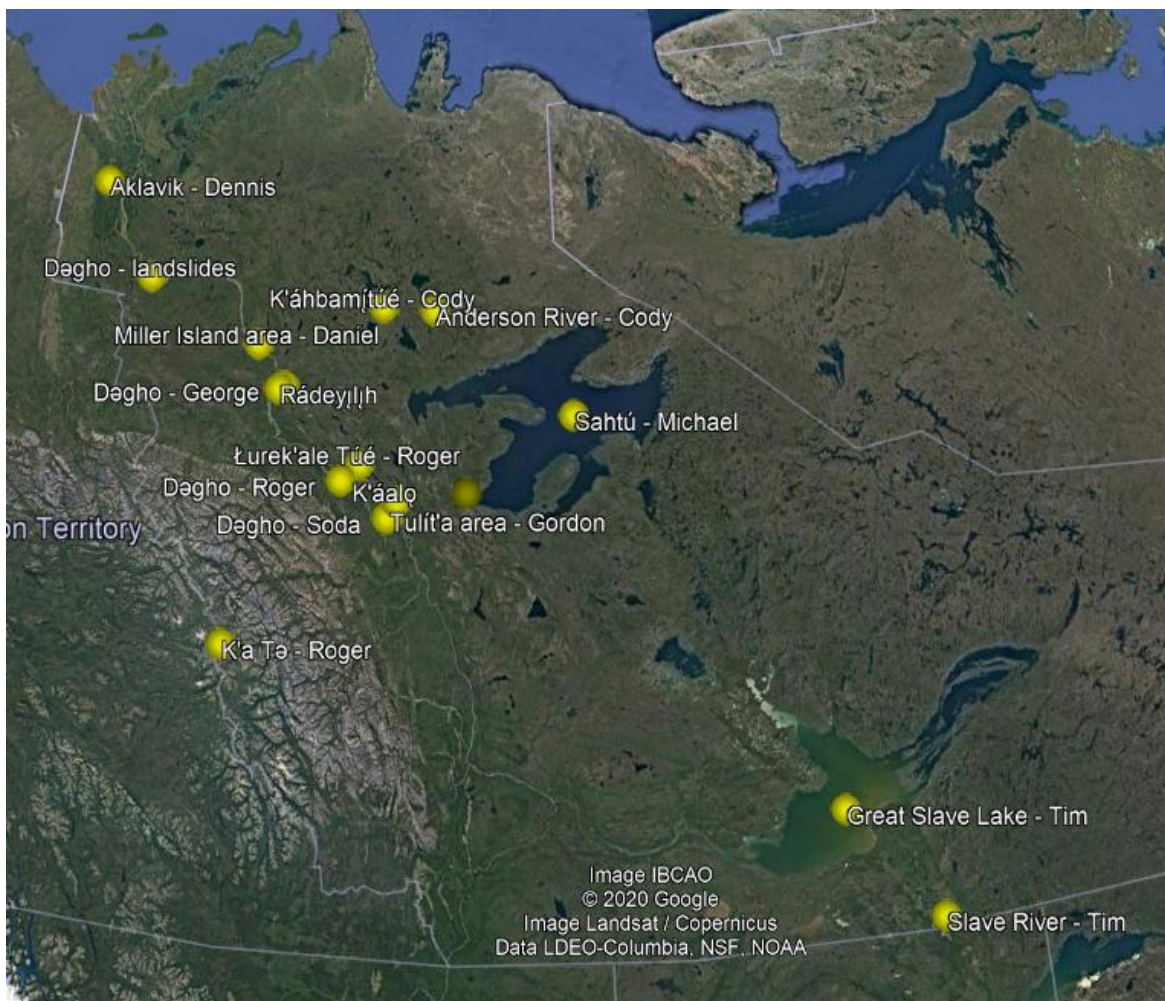 Aklavik - Dennis
Dəgho - landslides
K'áhbamı̨́túé - Cody
Anderson River - Cody
Miller Island area - Daniel
Dəgho - George
Rádeyı̨lı̨h
Sahtú - Michael
Łurek'ale Túé - Roger
Dəgho - Roger
K'áalǫ
Dəgho - Soda
Tulít'a area - Gordon
on Territory
K'a Tə - Roger
Great Slave Lake - Tim
Image IBCAO
© 2020 Google
Image Landsat / Copernicus
Data LDEO-Columbia, NSF, NOAA
Slave River - Tim